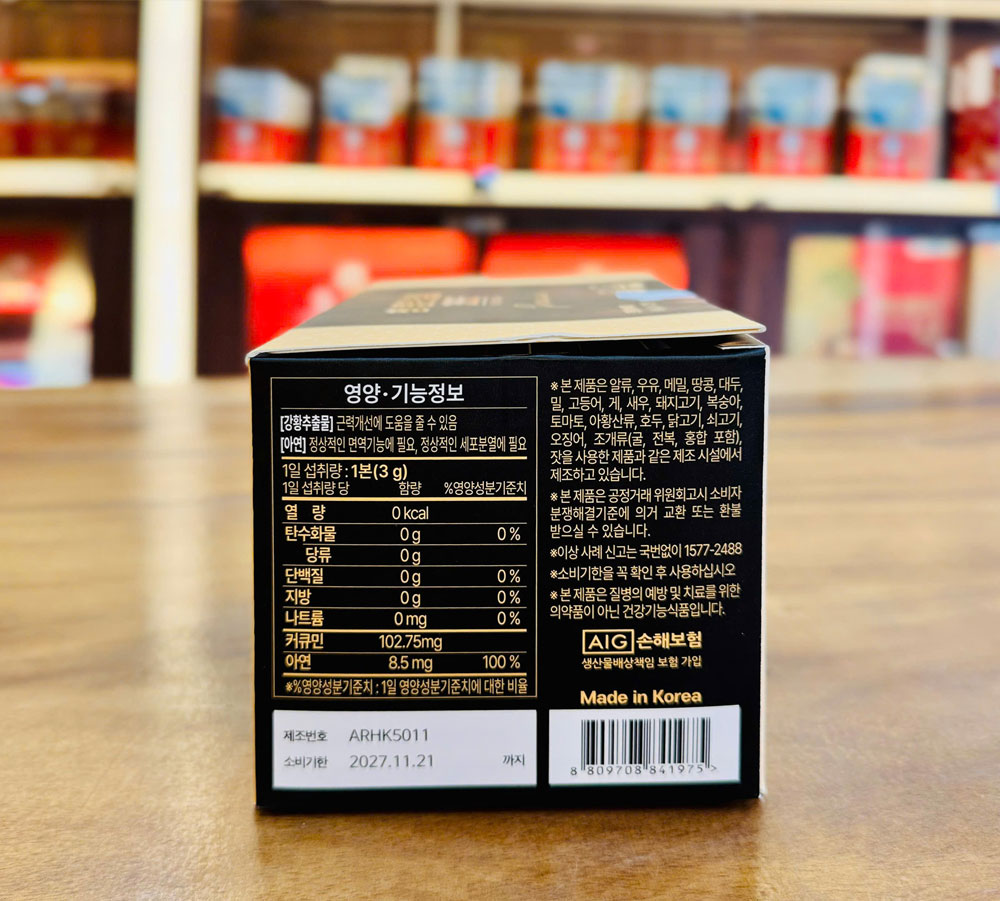 영양·기능정보
[강황추출물] 근력개선에 도움을 줄 수 있음
[아연] 정상적인 면역기능에 필요, 정상적인 세포분열에 필요
1일 섭취량 : 1본(3 g)
1일 섭취량 당 함량 %영양성분기준치
열 량 0 kcal
탄수화물 0 g 0 %
당류 0 g
단백질 0 g 0 %
지방 0 g 0 %
나트륨 0 mg 0 %
커큐민 102.75mg
아연 8.5 mg 100 %
※%영양성분기준치 : 1일 영양성분기준치에 대한 비율
제조번호 ARHK5011
소비기한 2027.11.21 까지
※ 본 제품은 알류, 우유, 메밀, 땅콩, 대두,
밀, 고등어, 게, 새우, 돼지고기, 복숭아,
토마토, 아황산류, 호두, 닭고기, 쇠고기,
오징어, 조개류(굴, 전복, 홍합 포함),
잣을 사용한 제품과 같은 제조 시설에서
제조하고 있습니다.
※ 본 제품은 공정거래 위원회고시 소비자
분쟁해결기준에 의거 교환 또는 환불
받으실 수 있습니다.
※이상 사례 신고는 국번없이 1577-2488
※소비기한을 꼭 확인 후 사용하십시오
※ 본 제품은 질병의 예방 및 치료를 위한
의약품이 아닌 건강기능식품입니다.
AIG 손해보험
생산물배상책임 보험 가입
Made in Korea
8 809708 841975 >